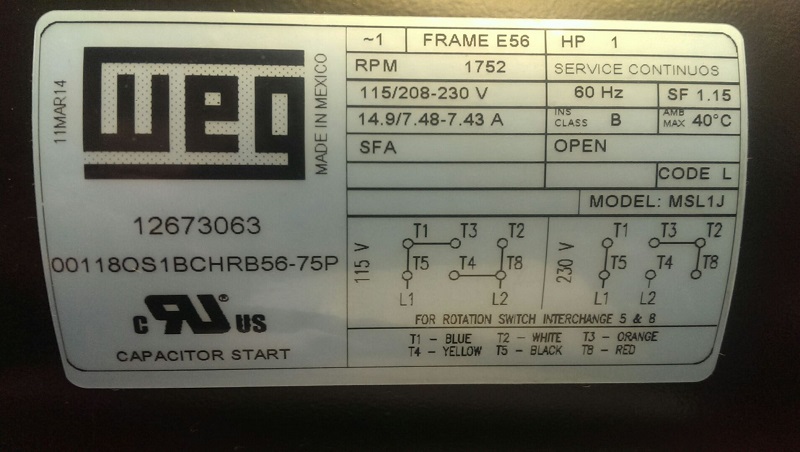 11MAR14
WEG
MADE IN MEXICO
12673063
00118OS1BCHRB56-75P
c RU ® US
CAPACITOR START
~1 FRAME E56 HP 1
RPM 1752 SERVICE CONTINUOS
115/208-230 V 60 Hz SF 1.15
14.9/7.48-7.43 A INS CLASS B AMB MAX 40°C
SFA OPEN
CODE L
MODEL: MSL1J
115 V T1 T3 T2 230 V T1 T3 T2
T5 T4 T8 T5 T4 T8
L1 L2 L1 L2
FOR ROTATION SWITCH INTERCHANGE 5 & 8
T1 - BLUE T2 - WHITE T3 - ORANGE
T4 - YELLOW T5 - BLACK T8 - RED